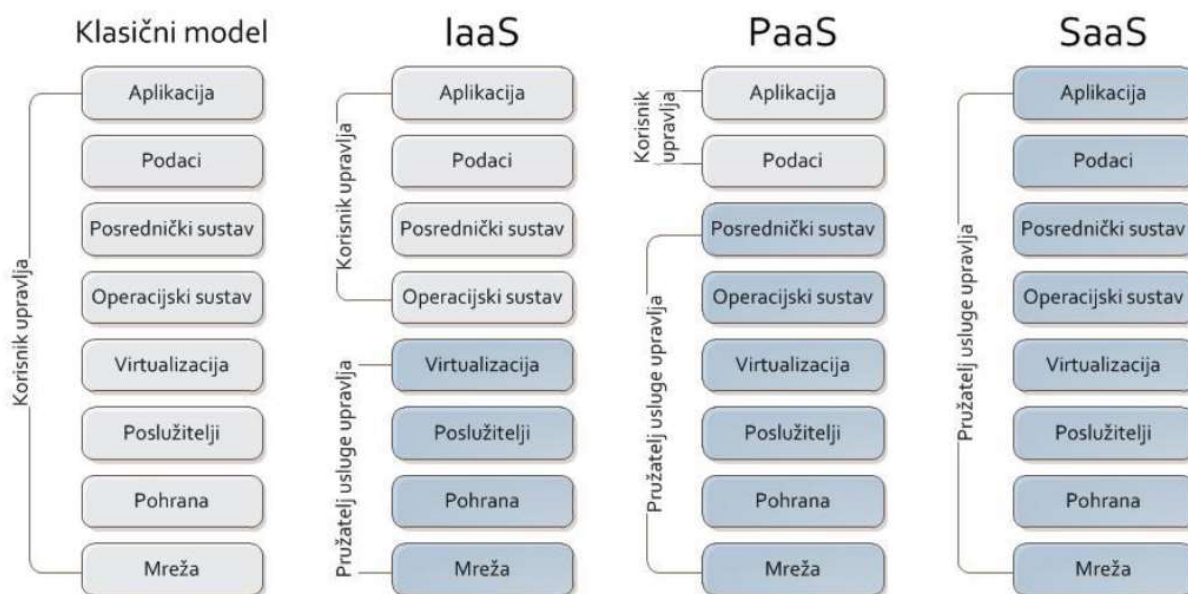 Klasični model
Korisnik upravlja
Aplikacija
Podaci
Posrednički sustav
Operacijski sustav
Virtualizacija
Poslužitelji
Pohrana
Mreža
IaaS
Korisnik upravlja
Pružatelj usluge upravlja
Aplikacija
Podaci
Posrednički sustav
Operacijski sustav
Virtualizacija
Poslužitelji
Pohrana
Mreža
PaaS
Korisnik
upravlja
Pružatelj usluge upravlja
Aplikacija
Podaci
Posrednički sustav
Operacijski sustav
Virtualizacija
Poslužitelji
Pohrana
Mreža
SaaS
Pružatelj usluge upravlja
Aplikacija
Podaci
Posrednički sustav
Operacijski sustav
Virtualizacija
Poslužitelji
Pohrana
Mreža